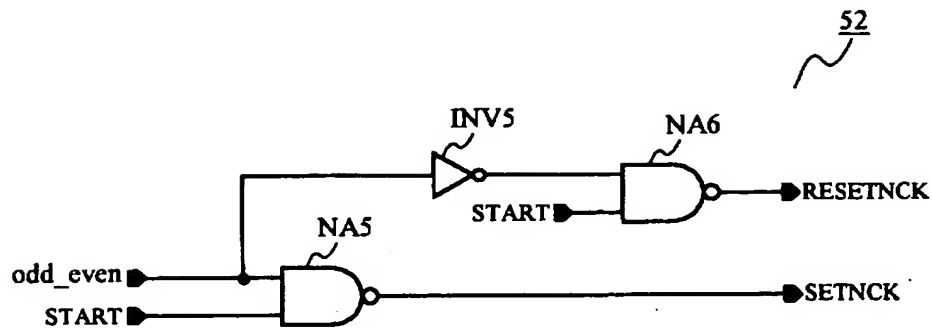 52
INV5
NA6
RESETNCK
START
NA5
odd_even
SETNCK
START